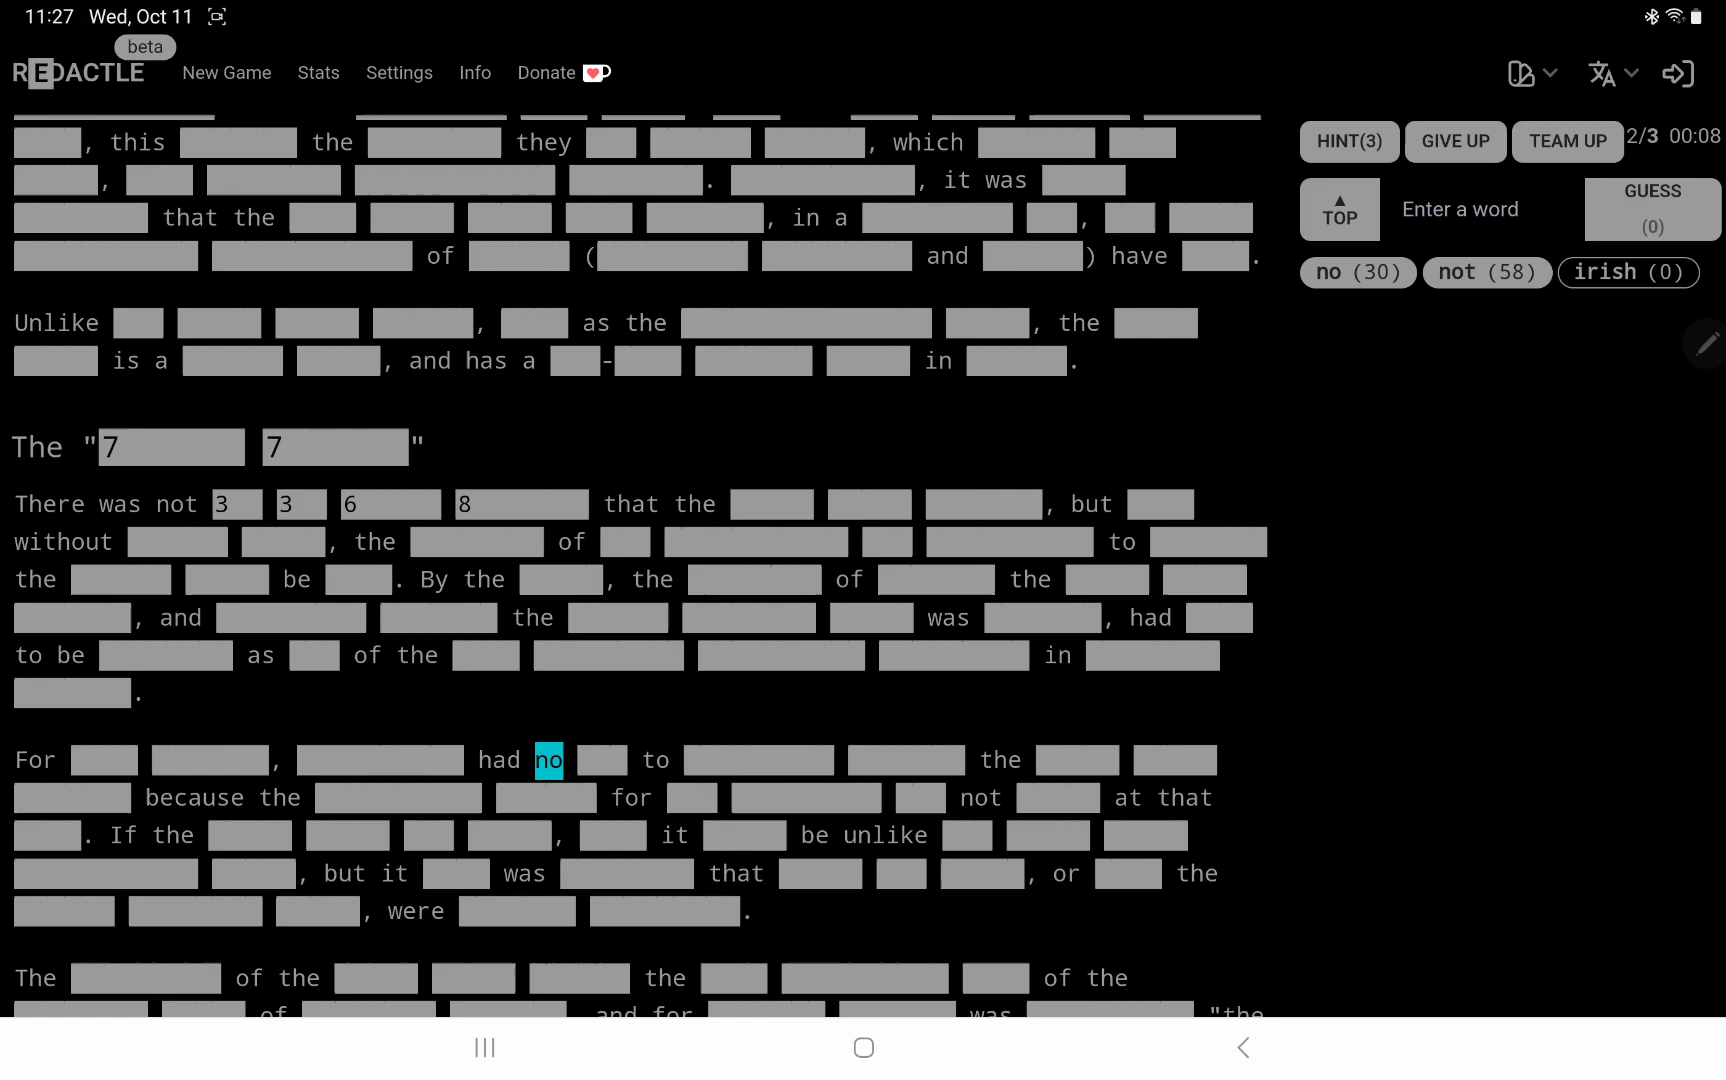 11:27 Wed, Oct 11
beta
REDACTLE New Game Stats Settings Info Donate
HINT(3) GIVE UP TEAM UP 2/3 00:08
▲ TOP Enter a word GUESS (0)
no (30) not (58) irish (0)
, this the they , which
, . , it was
that the , in a ,
of ( and ) have .
Unlike , as the , the
is a , and has a - in .
The "7 7"
There was not 3 3 6 8 that the , but
without , the of to
the be . By the , the of the
, and the was , had
to be as of the in
.
For , had no to the
because the for not at that
. If the , it be unlike
, but it was that , or the
, were .
The of the the of the
of , and for was "the